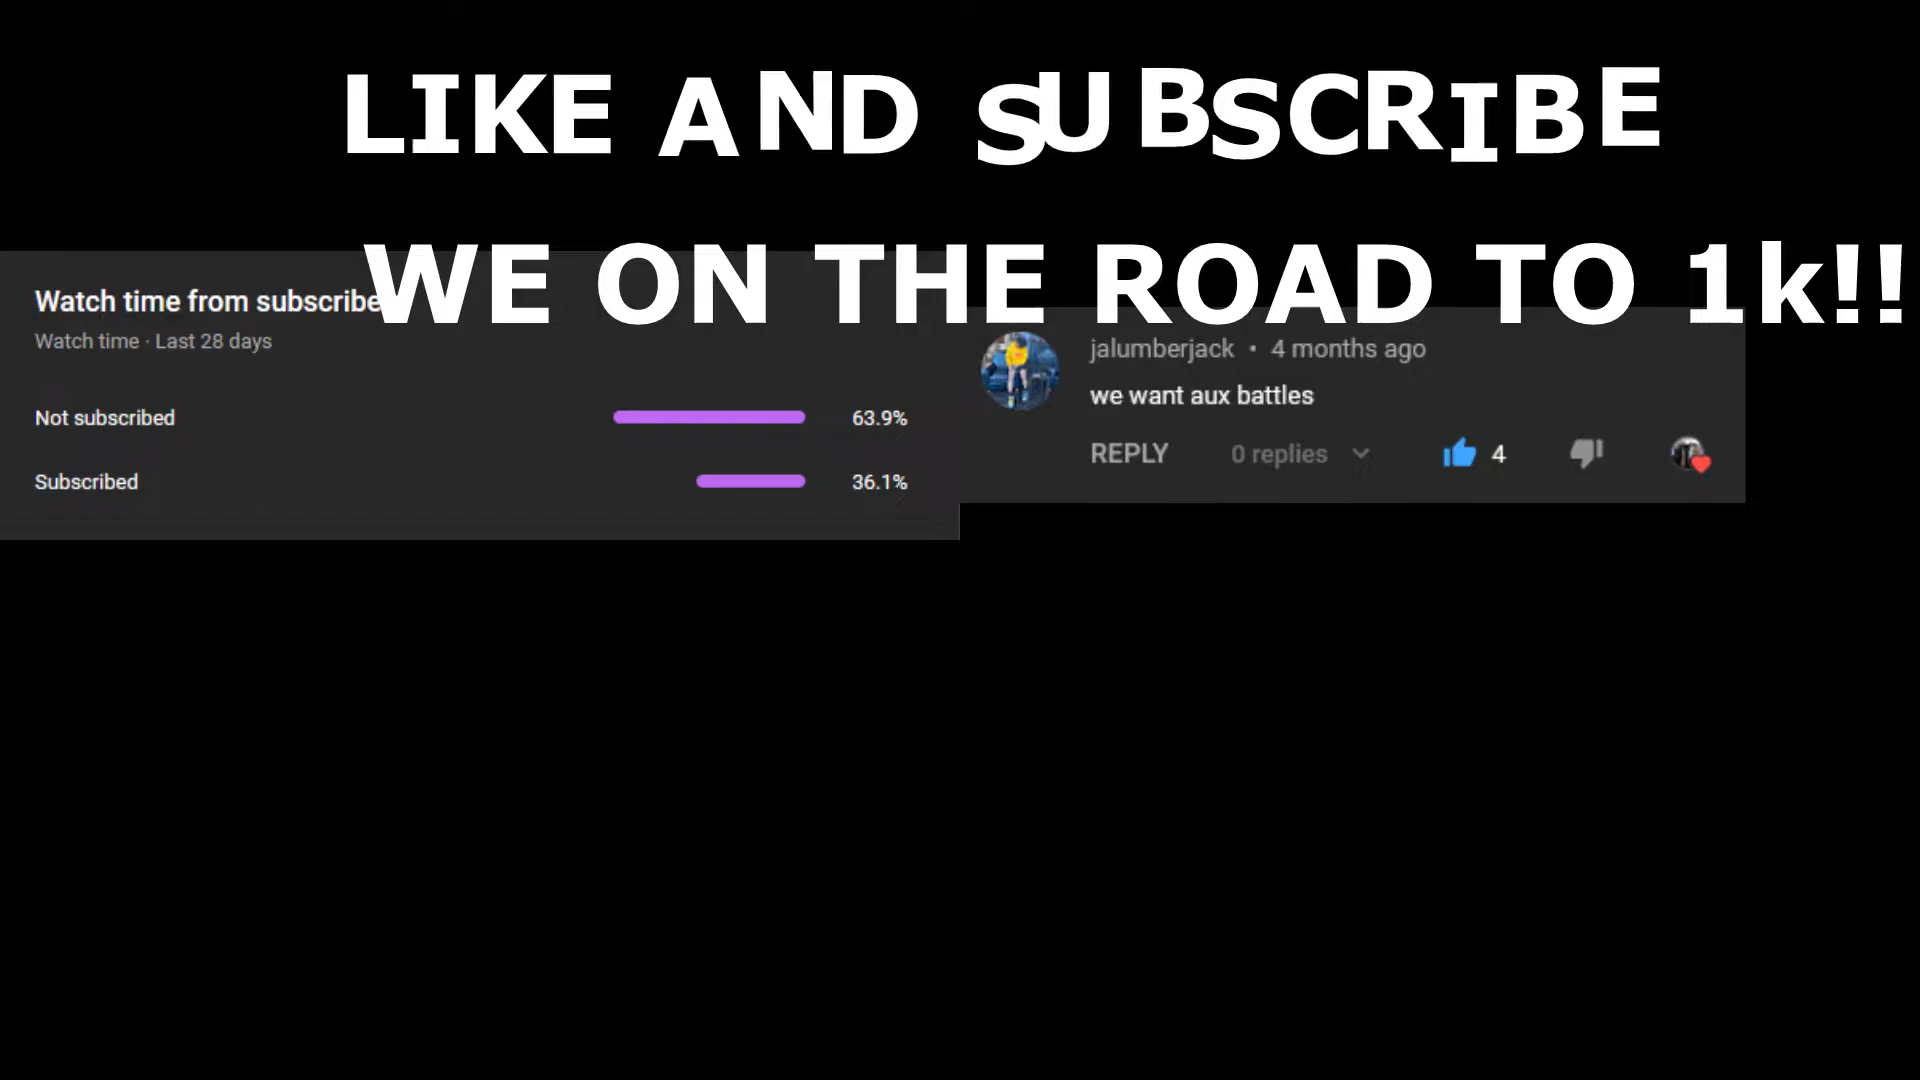 LIKE AND SUBSCRIBE
WE ON THE ROAD TO 1k!!
Watch time from subscribe
Watch time · Last 28 days
Not subscribed 63.9%
Subscribed 36.1%
jalumberjack • 4 months ago
we want aux battles
REPLY 0 replies 4